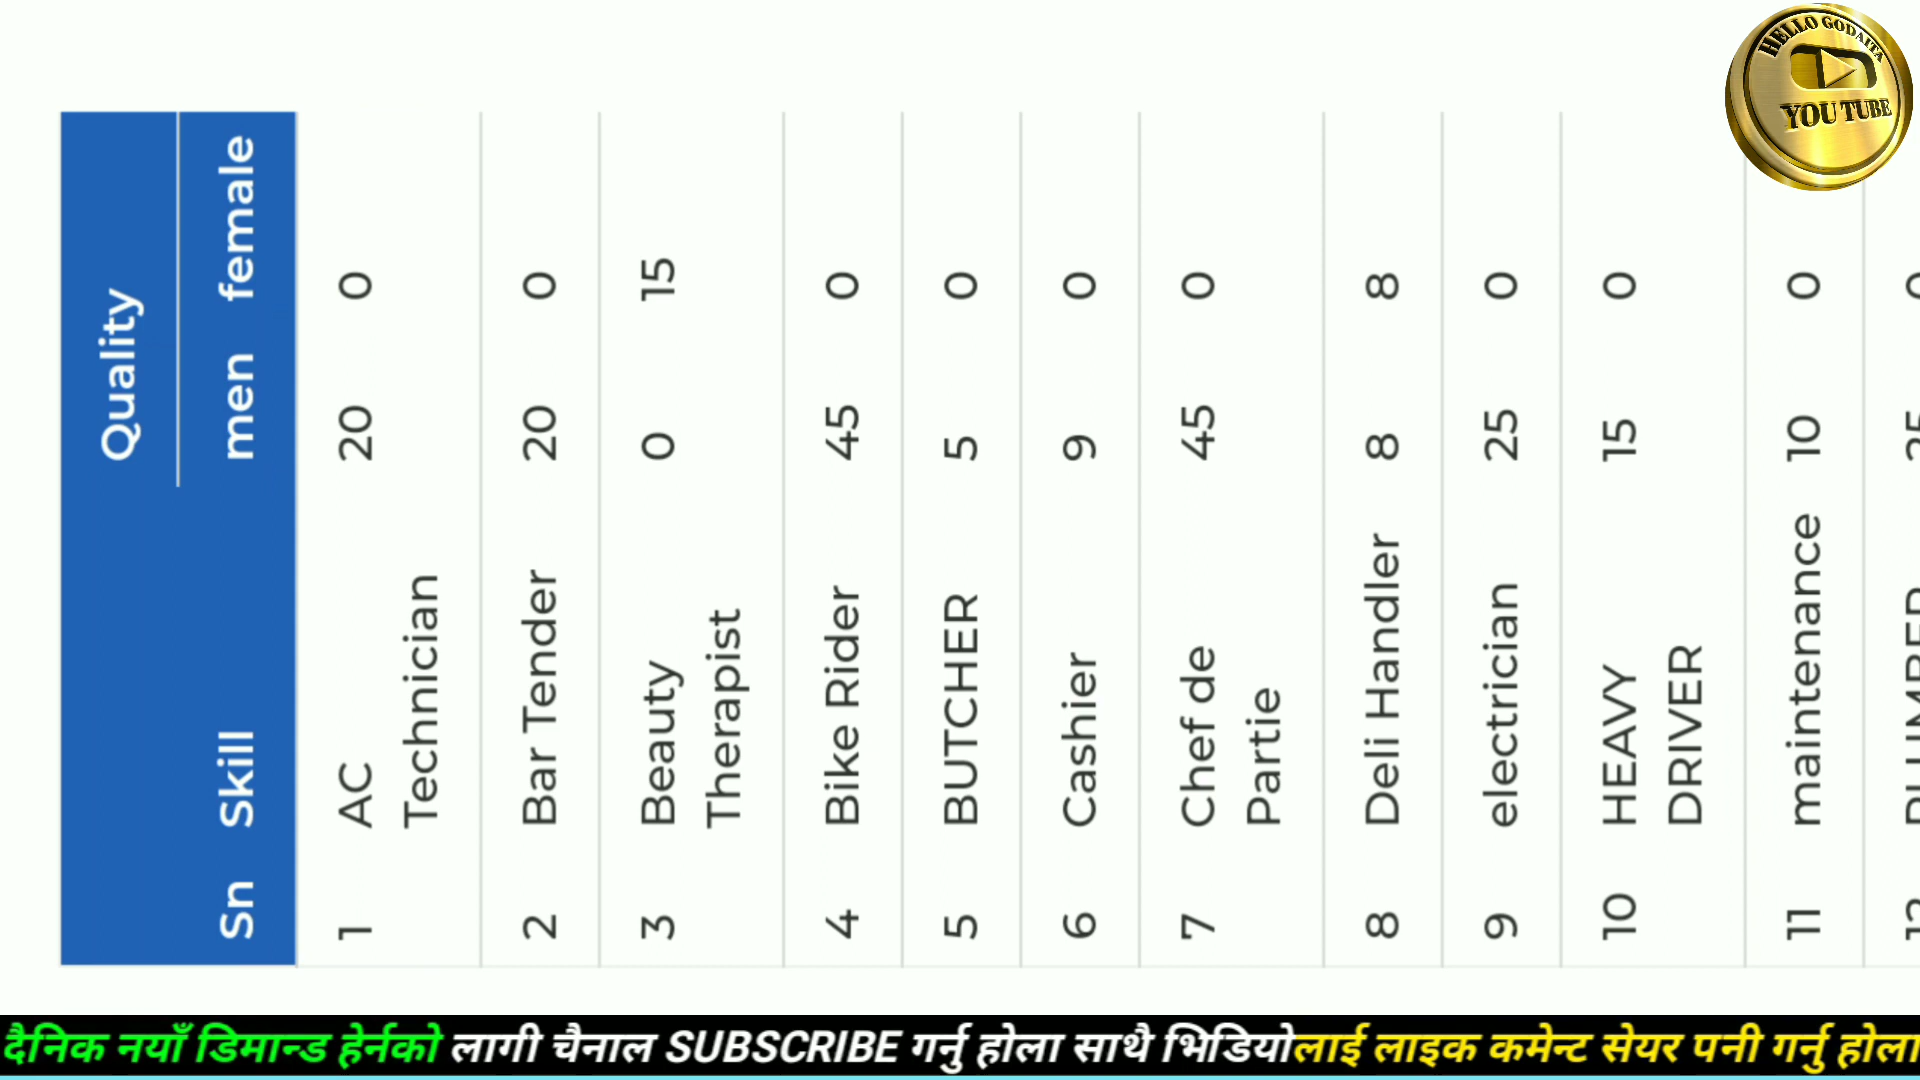 Quality
Sn Skill men female
1 AC Technician 20 0
2 Bar Tender 20 0
3 Beauty Therapist 0 15
4 Bike Rider 45 0
5 BUTCHER 5 0
6 Cashier 9 0
7 Chef de Partie 45 0
8 Deli Handler 8 8
9 electrician 25 0
10 HEAVY DRIVER 15 0
11 maintenance 10 0
HELLO GODAITA
YOU TUBE
दैनिक नयाँ डिमान्ड हेर्नको लागी चैनाल SUBSCRIBE गर्नु होला साथै भिडियोलाई लाइक कमेन्ट सेयर पनी गर्नु होला